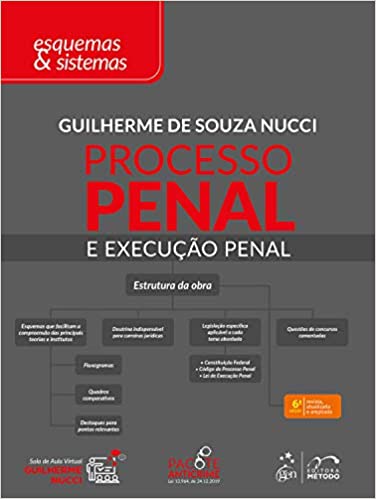 esquemas
& sistemas
GUILHERME DE SOUZA NUCCI
PROCESSO
PENAL
E EXECUÇÃO PENAL
Estrutura da obra
Esquemas que facilitam a
compreensão das principais
teorias e institutos
Doutrina indispensável
para carreiras jurídicas
Legislação específica
aplicável a cada
tema abordado
Questões de concursos
comentadas
Fluxogramas
Quadros
comparativos
Destaques para
pontos relevantes
• Constituição Federal
• Código de Processo Penal
• Lei de Execução Penal
6ª
edição
revista,
atualizada
e ampliada
Sala de Aula Virtual
GUILHERME
NUCCI
PACOTE
ANTICRIME
Lei 13.964, de 24.12.2019
gen
EDITORA
MÉTODO